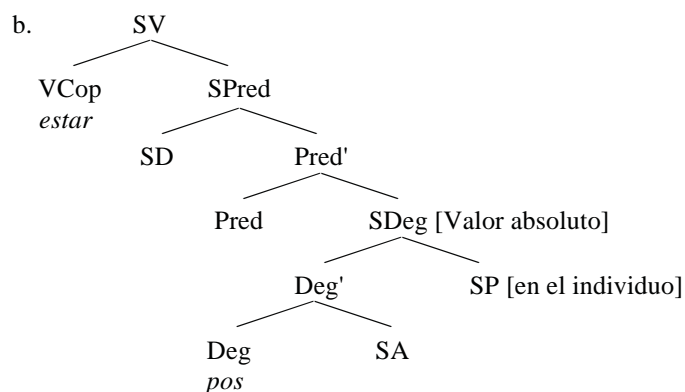 b. SV
VCop SPred
estar
SD Pred'
Pred SDeg [Valor absoluto]
Deg' SP [en el individuo]
Deg SA
pos